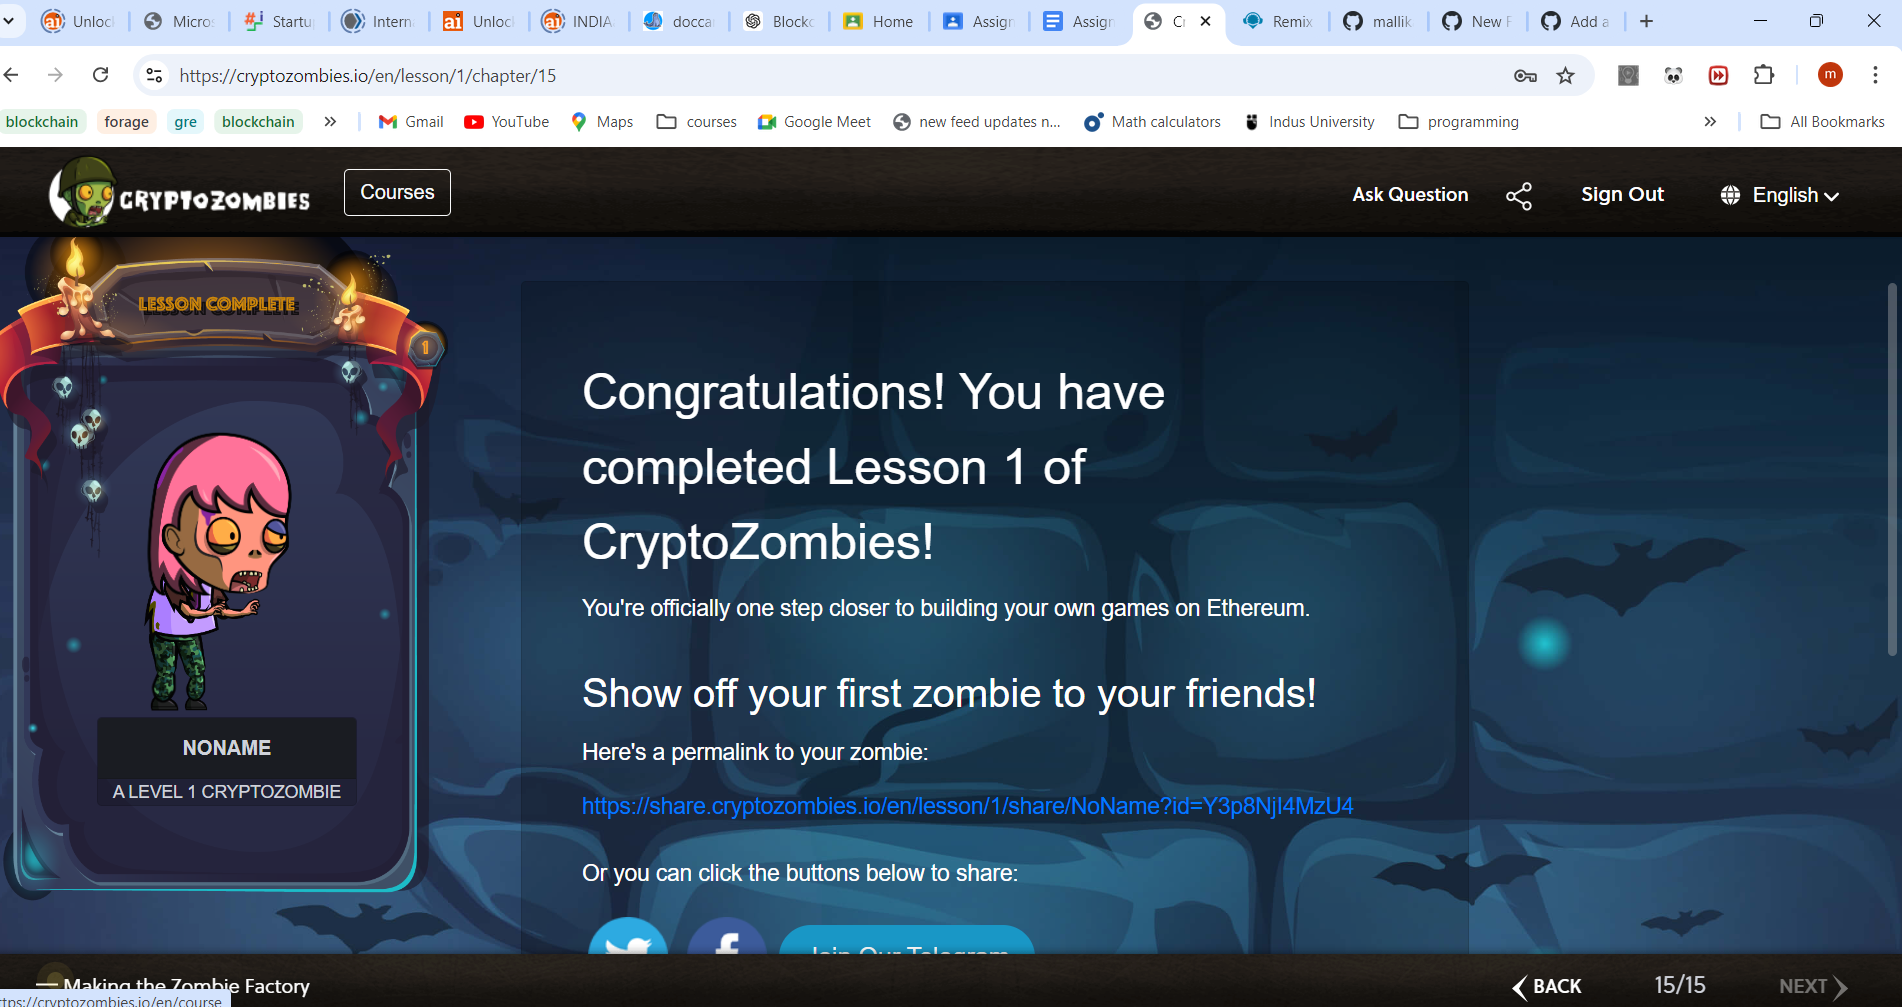 Unloc
Micros
Startu
Intern
Unloc
INDIA
docca
Blockc
Home
Assign
Assign
Cr
Remix
mallik
New F
Add a
https://cryptozombies.io/en/lesson/1/chapter/15
m
blockchain
forage
gre
blockchain
Gmail
YouTube
Maps
courses
Google Meet
new feed updates n...
Math calculators
Indus University
programming
All Bookmarks
CRYPTOZOMBIES
Courses
Ask Question
Sign Out
English
LESSON COMPLETE
1
Congratulations! You have
completed Lesson 1 of
CryptoZombies!
You're officially one step closer to building your own games on Ethereum.
Show off your first zombie to your friends!
NONAME
Here's a permalink to your zombie:
A LEVEL 1 CRYPTOZOMBIE
https://share.cryptozombies.io/en/lesson/1/share/NoName?id=Y3p8NjI4MzU4
Or you can click the buttons below to share:
Join Our Telegram
Making the Zombie Factory
BACK
15/15
NEXT
ttps://cryptozombies.io/en/course